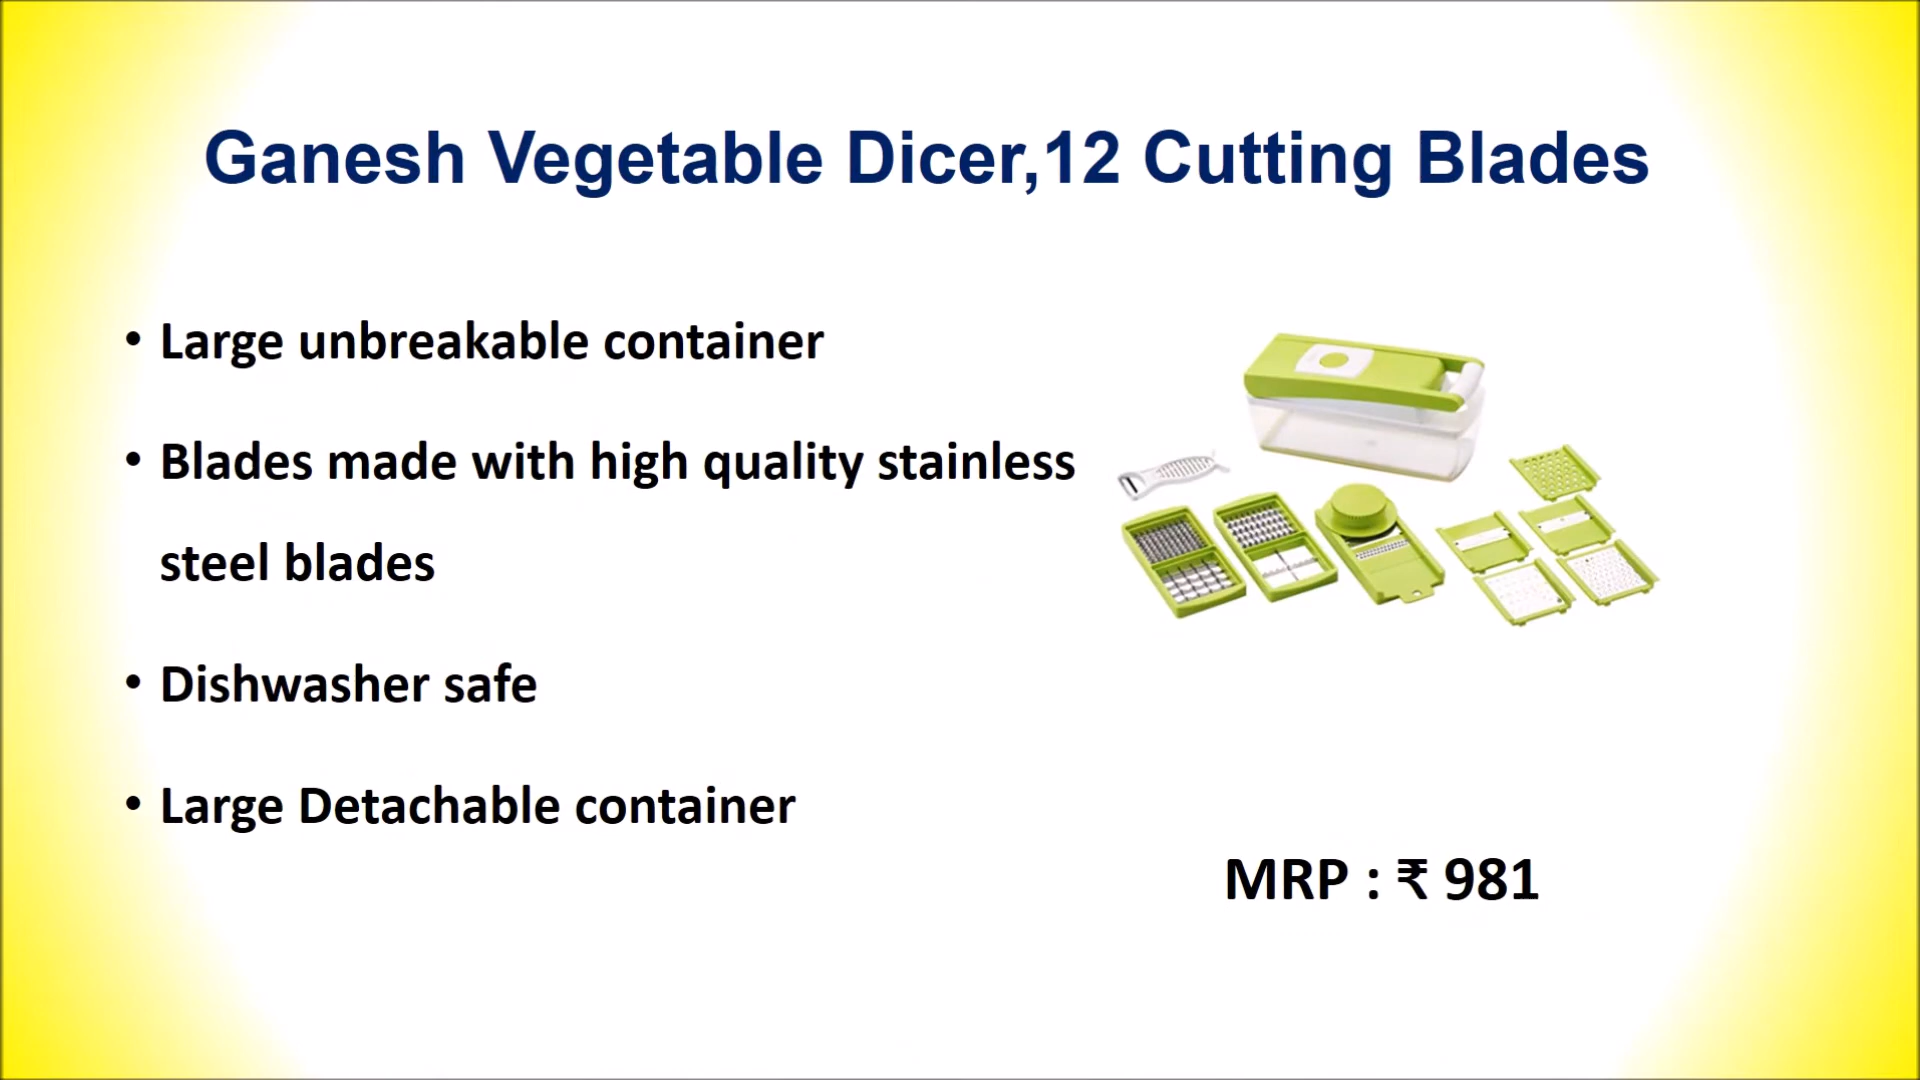 Ganesh Vegetable Dicer,12 Cutting Blades
• Large unbreakable container
• Blades made with high quality stainless
steel blades
• Dishwasher safe
• Large Detachable container
MRP : ₹ 981